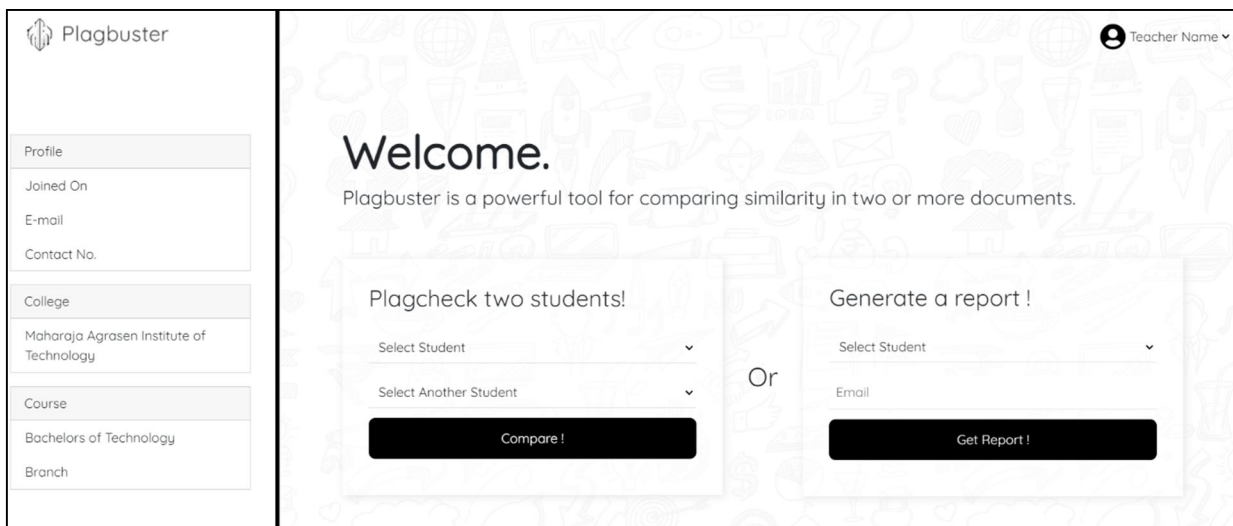 Plagbuster
Teacher Name
Profile
Joined On
E-mail
Contact No.
College
Maharaja Agrasen Institute of
Technology
Course
Bachelors of Technology
Branch
Welcome.
Plagbuster is a powerful tool for comparing similarity in two or more documents.
Plagcheck two students!
Select Student
Select Another Student
Compare !
Or
Generate a report !
Select Student
Email
Get Report !
IDEA